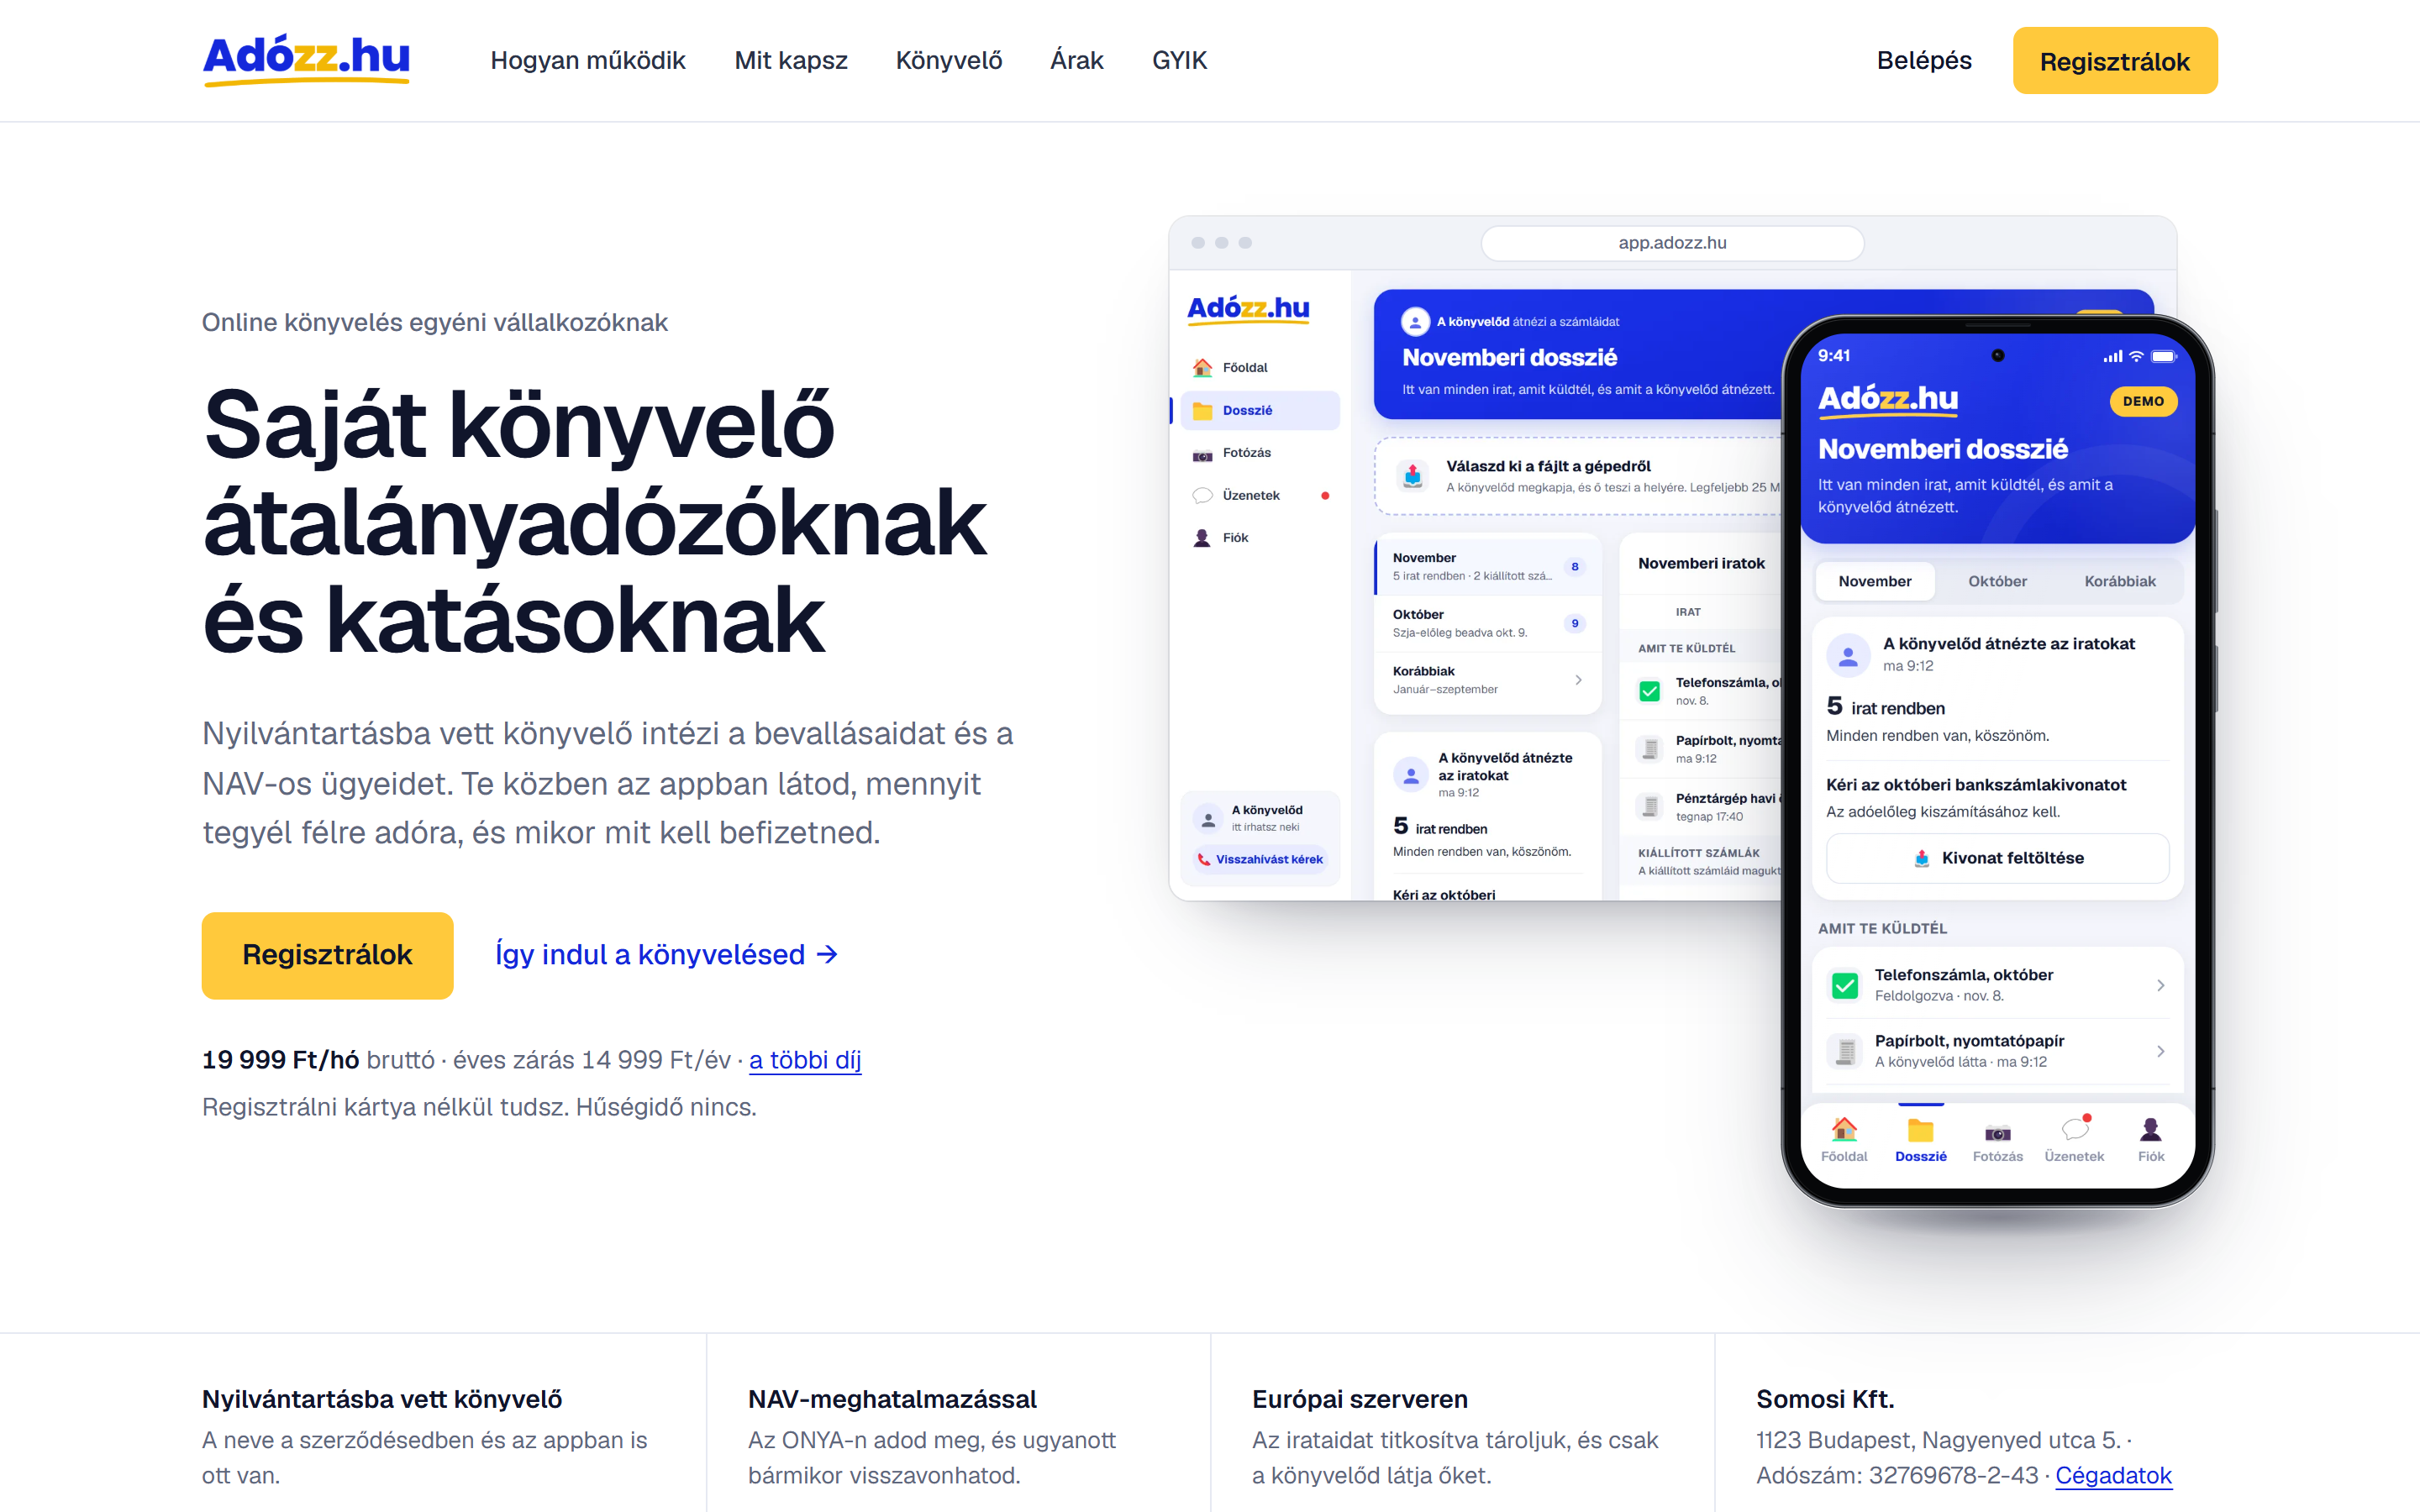 Adózz.hu
Hogyan működik
Mit kapsz
Könyvelő
Árak
GYIK
Belépés
Regisztrálok
Online könyvelés egyéni vállalkozóknak
Saját könyvelő
átalányadózóknak
és katásoknak
Nyilvántartásba vett könyvelő intézi a bevallásaidat és a
NAV-os ügyeidet. Te közben az appban látod, mennyit
tegyél félre adóra, és mikor mit kell befizetned.
Regisztrálok
Így indul a könyvelésed →
19 999 Ft/hó bruttó · éves zárás 14 999 Ft/év · a többi díj
Regisztrálni kártya nélkül tudsz. Hűségidő nincs.
app.adozz.hu
Adózz.hu
Főoldal
Dosszié
Fotózás
Üzenetek
Fiók
A könyvelőd
itt írhatsz neki
Visszahívást kérek
A könyvelőd átnézi a számláidat
Novemberi dosszié
Itt van minden irat, amit küldtél, és amit a könyvelőd átnézett.
Válaszd ki a fájlt a gépedről
A könyvelőd megkapja, és ő teszi a helyére. Legfeljebb 25 M
November
5 irat rendben · 2 kiállított szá...
8
Október
Szja-előleg beadva okt. 9.
9
Korábbiak
Január–szeptember
A könyvelőd átnézte
az iratokat
ma 9:12
5 irat rendben
Minden rendben van, köszönöm.
Kéri az októberi
Novemberi iratok
IRAT
AMIT TE KÜLDTÉL
Telefonszámla, ok
nov. 8.
Papírbolt, nyomta
ma 9:12
Pénztárgép havi
tegnap 17:40
KIÁLLÍTOTT SZÁMLÁK
A kiállított számláid magukt
9:41
Adózz.hu
DEMO
Novemberi dosszié
Itt van minden irat, amit küldtél, és amit a
könyvelőd átnézett.
November
Október
Korábbiak
A könyvelőd átnézte az iratokat
ma 9:12
5 irat rendben
Minden rendben van, köszönöm.
Kéri az októberi bankszámlakivonatot
Az adóelőleg kiszámításához kell.
Kivonat feltöltése
AMIT TE KÜLDTÉL
Telefonszámla, október
Feldolgozva · nov. 8.
Papírbolt, nyomtatópapír
A könyvelőd látta · ma 9:12
Főoldal
Dosszié
Fotózás
Üzenetek
Fiók
Nyilvántartásba vett könyvelő
A neve a szerződésedben és az appban is
ott van.
NAV-meghatalmazással
Az ONYA-n adod meg, és ugyanott
bármikor visszavonhatod.
Európai szerveren
Az irataidat titkosítva tároljuk, és csak
a könyvelőd látja őket.
Somosi Kft.
1123 Budapest, Nagyenyed utca 5. ·
Adószám: 32769678-2-43 · Cégadatok